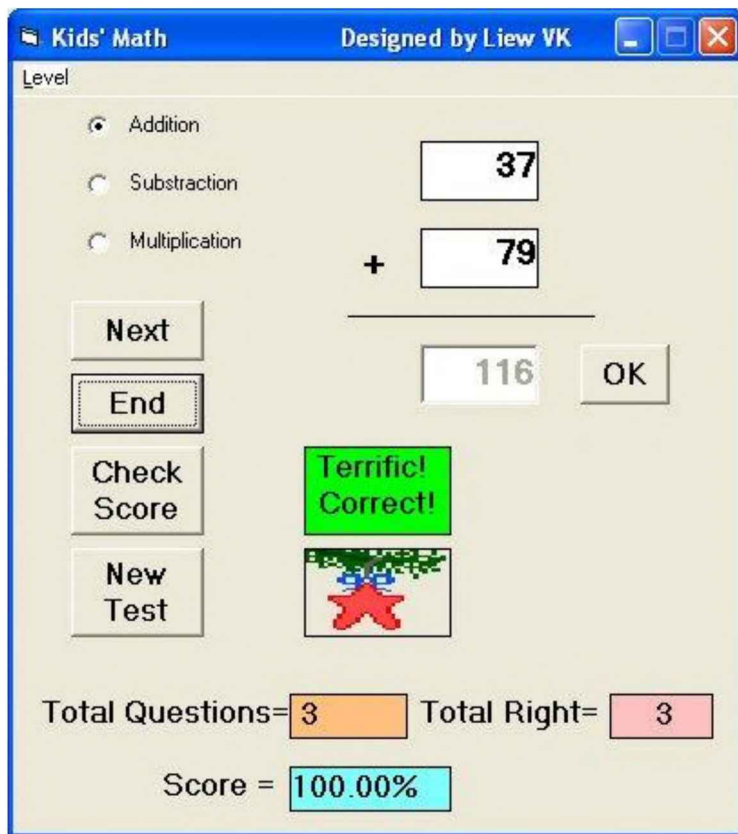 Kids' Math Designed by Liew VK
Level
Addition
37
Substraction
Multiplication
+ 79
Next
116 OK
End
Check
Score
Terrific!
Correct!
New
Test
Total Questions= 3 Total Right= 3
Score = 100.00%